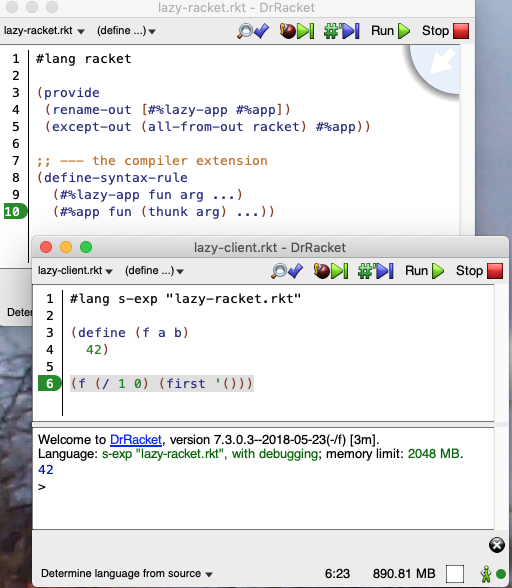 lazy-racket.rkt - DrRacket
lazy-racket.rkt (define ...) Run Stop
1 #lang racket
2
3 (provide
4 (rename-out [#%lazy-app #%app])
5 (except-out (all-from-out racket) #%app))
6
7 ;; --- the compiler extension
8 (define-syntax-rule
9 (#%lazy-app fun arg ...)
10 (#%app fun (thunk arg) ...))
lazy-client.rkt - DrRacket
lazy-client.rkt (define ...) Run Stop
1 #lang s-exp "lazy-racket.rkt"
2
3 (define (f a b)
4 42)
5
6 (f (/ 1 0) (first '()))
Welcome to DrRacket, version 7.3.0.3--2018-05-23(-/f) [3m].
Language: s-exp "lazy-racket.rkt", with debugging; memory limit: 2048 MB.
42
>
Determine language from source 6:23 890.81 MB